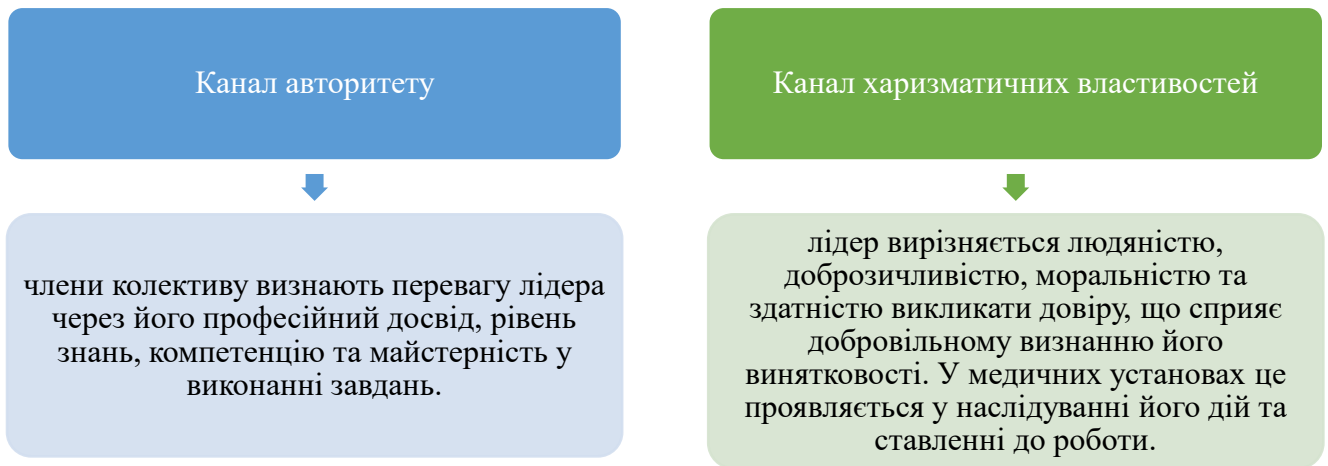 Канал авторитету
члени колективу визнають перевагу лідера
через його професійний досвід, рівень
знань, компетенцію та майстерність у
виконанні завдань.
Канал харизматичних властивостей
лідер вирізняється людяністю,
доброзичливістю, моральністю та
здатністю викликати довіру, що сприяє
добровільному визнанню його
винятковості. У медичних установах це
проявляється у наслідуванні його дій та
ставленні до роботи.